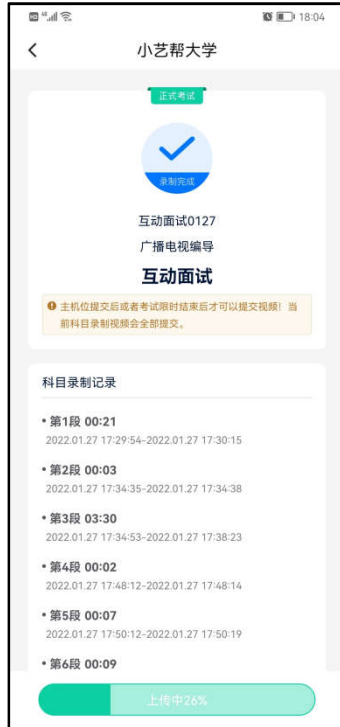 HD 4G 18:04
小艺帮大学
正式考试
录制完成
互动面试0127
广播电视编导
互动面试
主机位提交后或者考试限时结束后才可以提交视频！当
前科目录制视频会全部提交。
科目录制记录
• 第1段 00:21
2022.01.27 17:29:54-2022.01.27 17:30:15
• 第2段 00:03
2022.01.27 17:34:35-2022.01.27 17:34:38
• 第3段 03:30
2022.01.27 17:34:53-2022.01.27 17:38:23
• 第4段 00:02
2022.01.27 17:48:12-2022.01.27 17:48:14
• 第5段 00:07
2022.01.27 17:50:12-2022.01.27 17:50:19
• 第6段 00:09
上传中26%